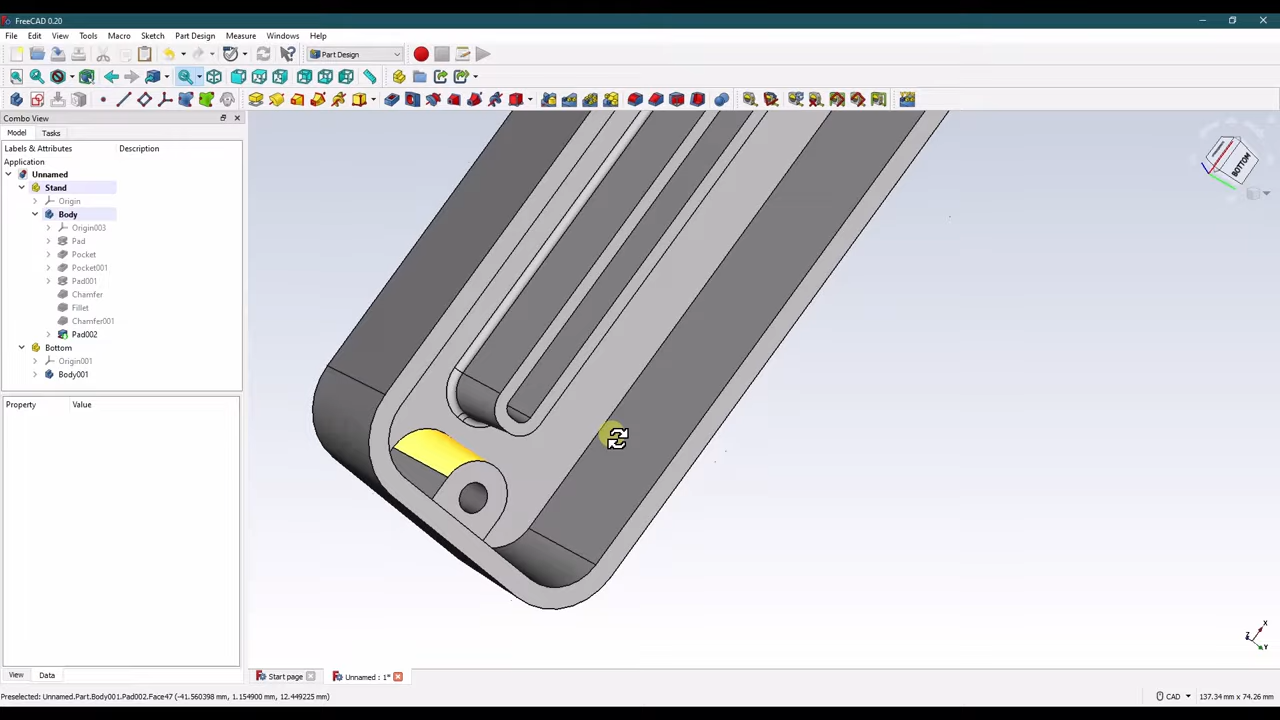 FreeCAD 0.20
File Edit View Tools Macro Sketch Part Design Measure Windows Help
Part Design
Combo View
Model Tasks
Labels & Attributes Description
Application
Unnamed
Stand
Origin
Body
Origin003
Pad
Pocket
Pocket001
Pad001
Chamfer
Fillet
Chamfer001
Pad002
Bottom
Origin001
Body001
Property Value
BOTTOM
X
Z
Y
View Data
Start page Unnamed : 1*
Preselected: Unnamed.Part.Body001.Pad002.Face47 (-41.560398 mm, 1.154900 mm, 12.449225 mm)
CAD 137.34 mm x 74.26 mm